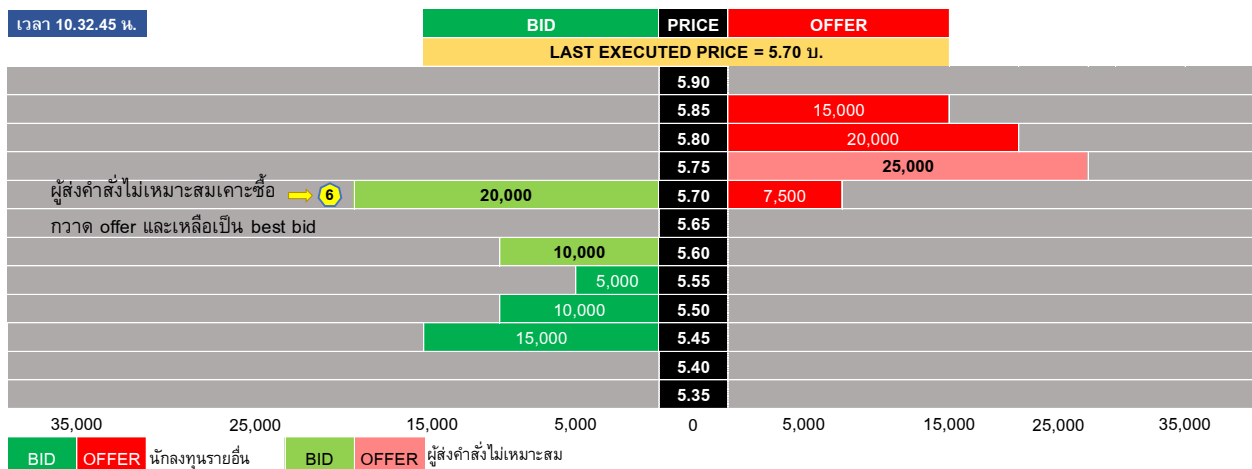 เวลา 10.32.45 น.
BID PRICE OFFER
LAST EXECUTED PRICE = 5.70 บ.
5.90
5.85 15,000
5.80 20,000
5.75 25,000
ผู้ส่งคำสั่งไม่เหมาะสมเคาะซื้อ 6 20,000 5.70 7,500
กวาด offer และเหลือเป็น best bid 5.65
10,000 5.60
5,000 5.55
10,000 5.50
15,000 5.45
5.40
5.35
35,000 25,000 15,000 5,000 0 5,000 15,000 25,000 35,000
BID OFFER นักลงทุนรายอื่น BID OFFER ผู้ส่งคำสั่งไม่เหมาะสม